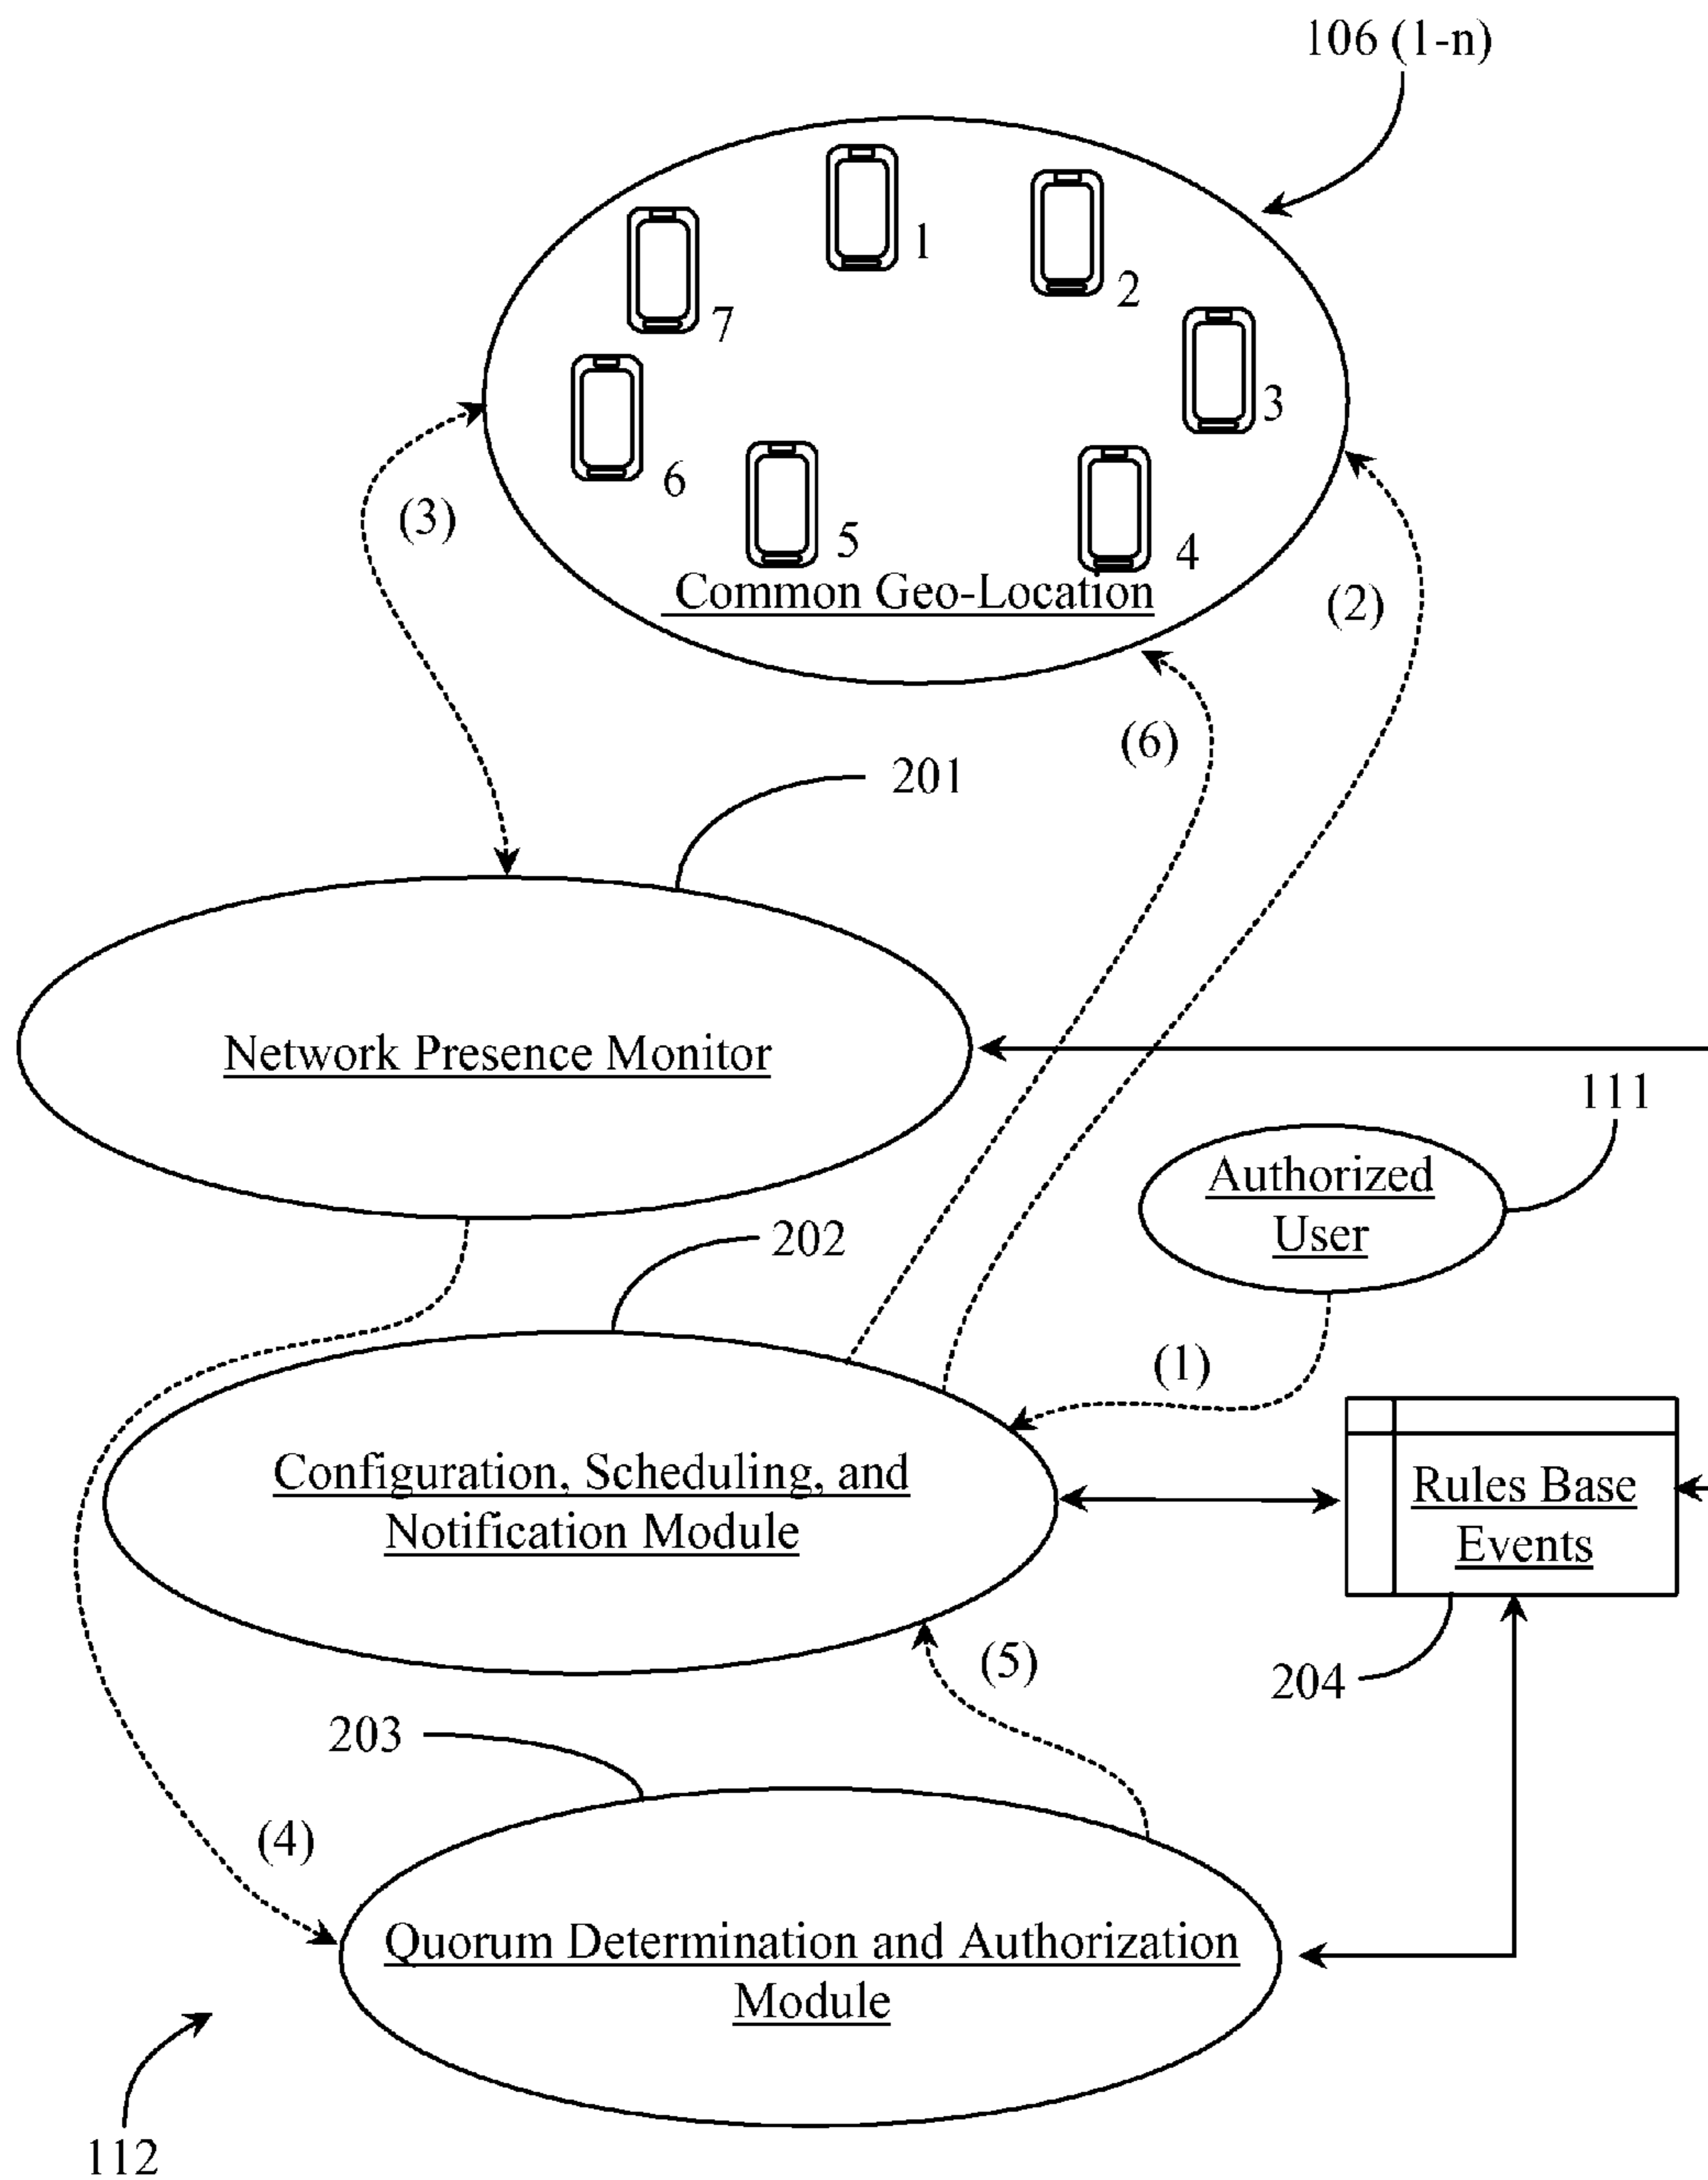 106 (1-n)
1
2
7
3
6
5
4
(3)
Common Geo-Location
(2)
(6)
201
Network Presence Monitor
111
Authorized
User
202
(1)
Configuration, Scheduling, and
Notification Module
Rules Base
Events
(5)
204
203
(4)
Quorum Determination and Authorization
Module
112